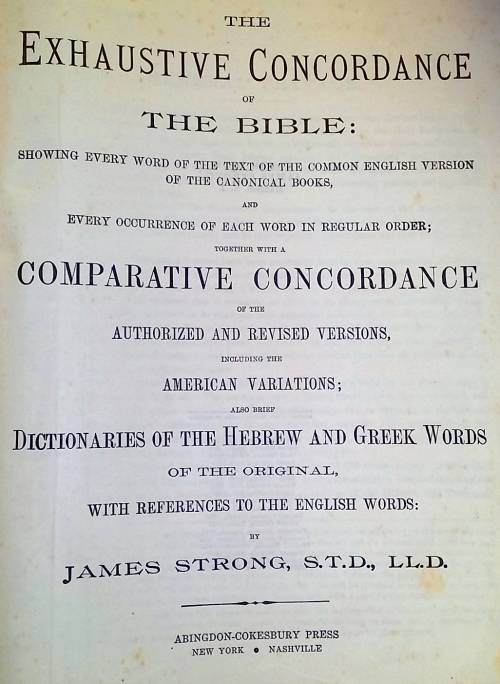 THE
EXHAUSTIVE CONCORDANCE
OF
THE BIBLE:
SHOWING EVERY WORD OF THE TEXT OF THE COMMON ENGLISH VERSION
OF THE CANONICAL BOOKS,
AND
EVERY OCCURRENCE OF EACH WORD IN REGULAR ORDER;
TOGETHER WITH A
COMPARATIVE CONCORDANCE
OF THE
AUTHORIZED AND REVISED VERSIONS,
INCLUDING THE
AMERICAN VARIATIONS;
ALSO BRIEF
DICTIONARIES OF THE HEBREW AND GREEK WORDS
OF THE ORIGINAL,
WITH REFERENCES TO THE ENGLISH WORDS:
BY
JAMES STRONG, S.T.D., LL.D.
ABINGDON-COKESBURY PRESS
NEW YORK • NASHVILLE